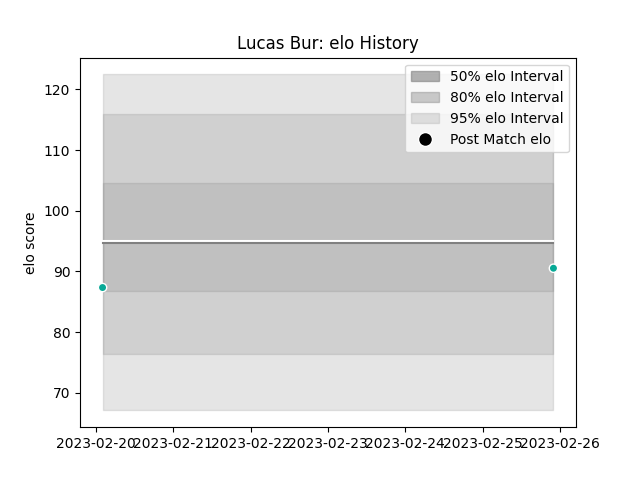 Lucas Bur: elo History
50% elo Interval
80% elo Interval
95% elo Interval
Post Match elo
elo score
120
110
100
90
80
70
2023-02-20 2023-02-21 2023-02-22 2023-02-23 2023-02-24 2023-02-25 2023-02-26